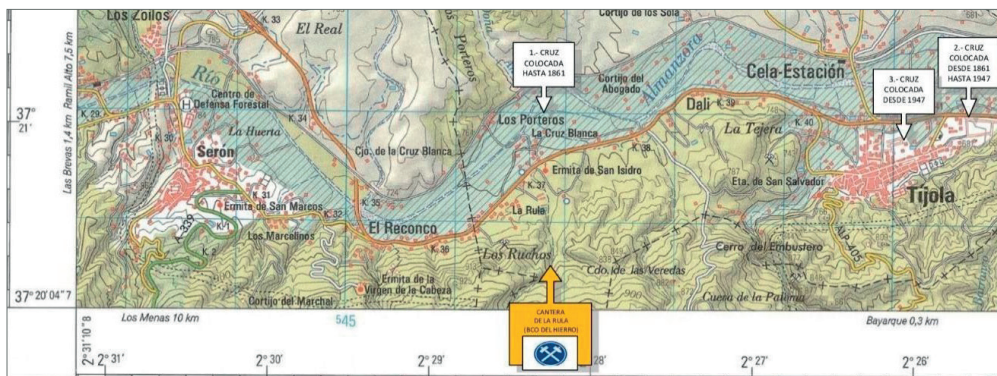 Los Zoilos
El Real
Porteros
Cortijo de los Sola
681
1.- CRUZ
COLOCADA
HASTA 1861
2.- CRUZ
COLOCADA
DESDE 1861
HASTA 1947
3.- CRUZ
COLOCADA
DESDE 1947
K. 33
Río
Almanzora
Cela-Estación
Centro de
Defensa Forestal
Cortijo del
Abogado
37°
21'
K. 29
K. 34
Dalí
K. 39
K. 40
La Huerta
Los Porteros
La Cruz Blanca
La Tejera
K. 30
Serón
Cjo. de la Cruz Blanca
K. 38
Ermita de San Isidro
Eta. de San Salvador
K. 37
Tíjola
Ermita de San Marcos
K. 31
K. 35
K. 32
A-339
K. 1
K. 2
Los Marcelinos
El Reconco
La Rula
K. 36
Los Ruchos
Cdo. de las Veredas
Cerro del Embustero
Ermita de la
Virgen de la Cabeza
Cortijo del Marchal
900
Cueva de la Paloma
37° 20'04"7
Las Brevas 1,4 km Ramil Alto 7,5 km
Los Menas 10 km
545
CANTERA
DE LA RULA
(BCO DEL HIERRO)
Bayarque 0,3 km
2° 31'10"8
2° 31'
2° 30'
2° 29'
2° 28'
2° 27'
2° 26'